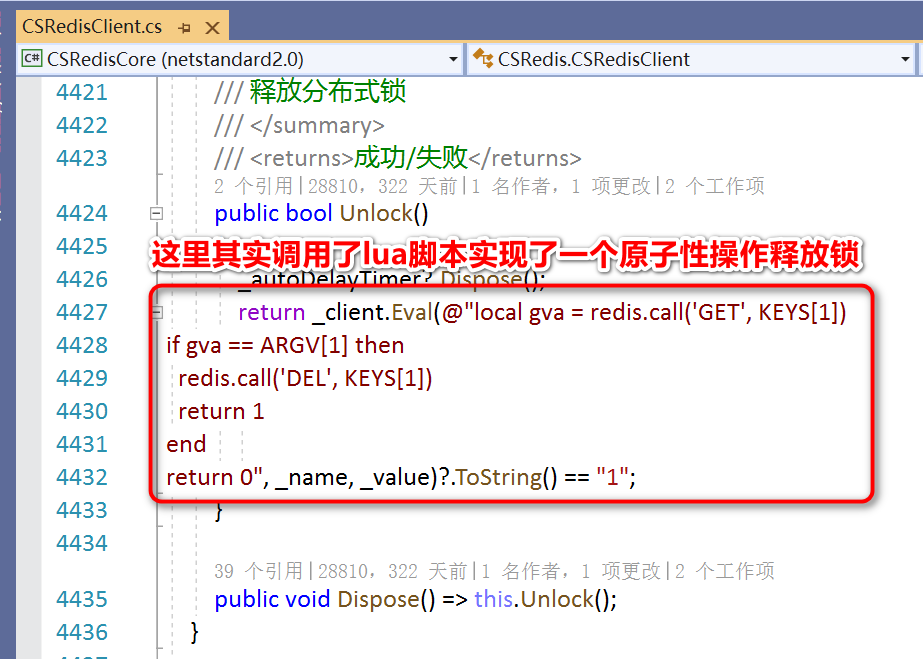 CSRedisClient.cs
C# CSRedisCore (netstandard2.0) CSRedis.CSRedisClient
4421 /// 释放分布式锁
4422 /// </summary>
4423 /// <returns>成功/失败</returns>
2 个引用|28810，322 天前|1 名作者，1 项更改|2 个工作项
4424 public bool Unlock()
4425
这里其实调用了lua脚本实现了一个原子性操作释放锁
4426 _autoDelayTimer?.Dispose();
4427 return _client.Eval(@"local gva = redis.call('GET', KEYS[1])
4428 if gva == ARGV[1] then
4429 redis.call('DEL', KEYS[1])
4430 return 1
4431 end
4432 return 0", _name, _value)?.ToString() == "1";
4433 }
4434
39 个引用|28810，322 天前|1 名作者，1 项更改|2 个工作项
4435 public void Dispose() => this.Unlock();
4436 }